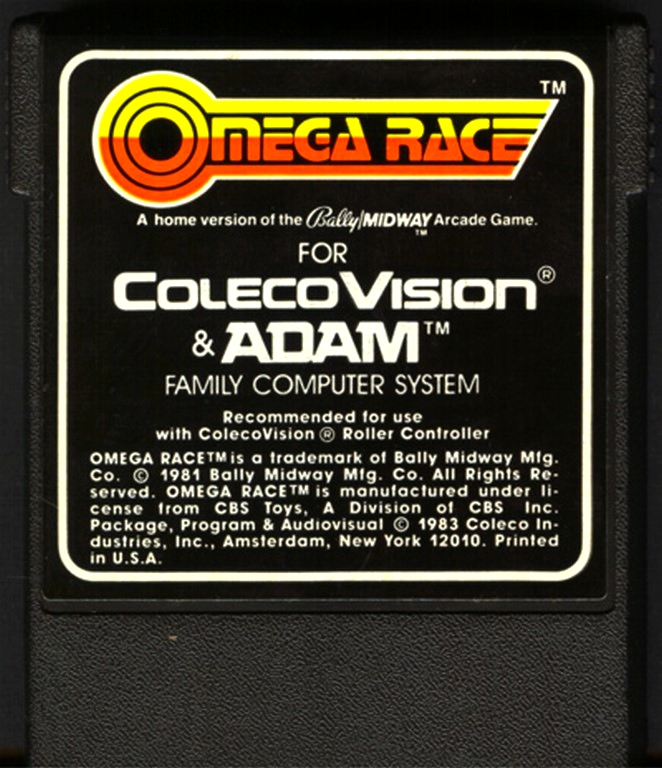 OMEGA RACE TM
A home version of the Bally/MIDWAY TM Arcade Game.
FOR
COLECOVISION®
& ADAM™
FAMILY COMPUTER SYSTEM
Recommended for use
with ColecoVision ® Roller Controller
OMEGA RACE™ is a trademark of Bally Midway Mfg.
Co. © 1981 Bally Midway Mfg. Co. All Rights Re-
served. OMEGA RACE™ is manufactured under li-
cense from CBS Toys, A Division of CBS Inc.
Package, Program & Audiovisual © 1983 Coleco In-
dustries, Inc., Amsterdam, New York 12010. Printed
in U.S.A.